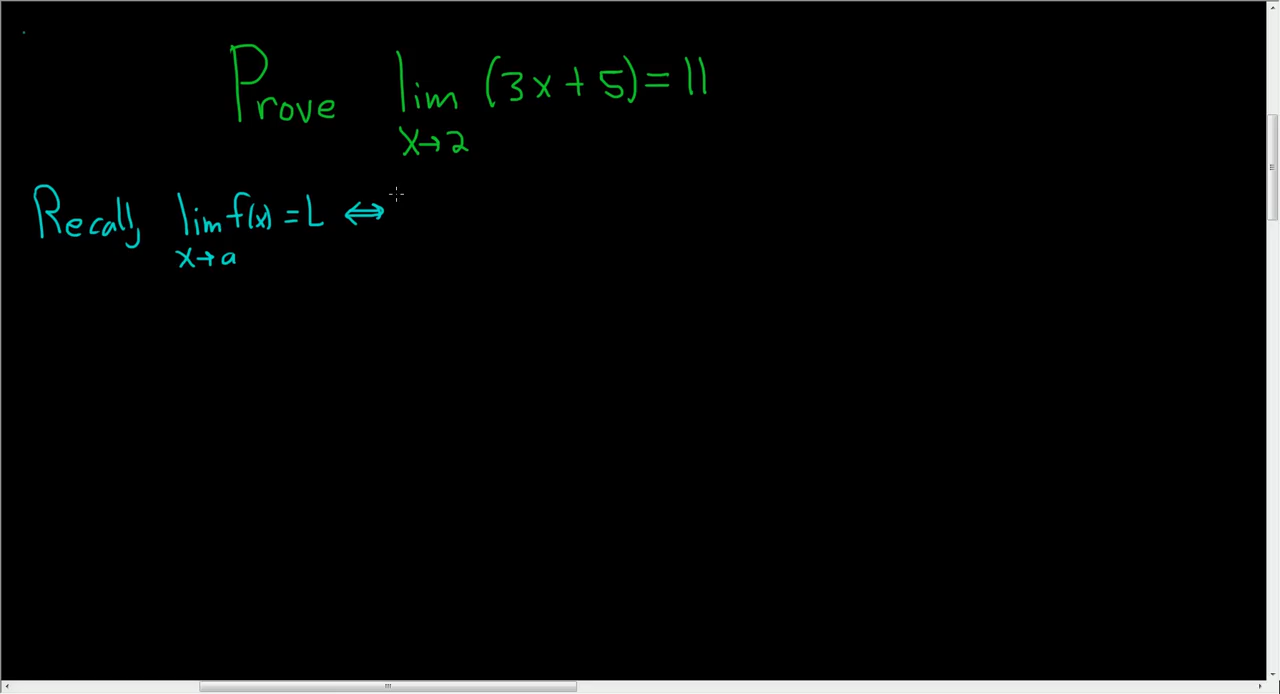 Prove lim (3x + 5) = 11
x→2
Recall, lim f(x) = L ⇔
x→a